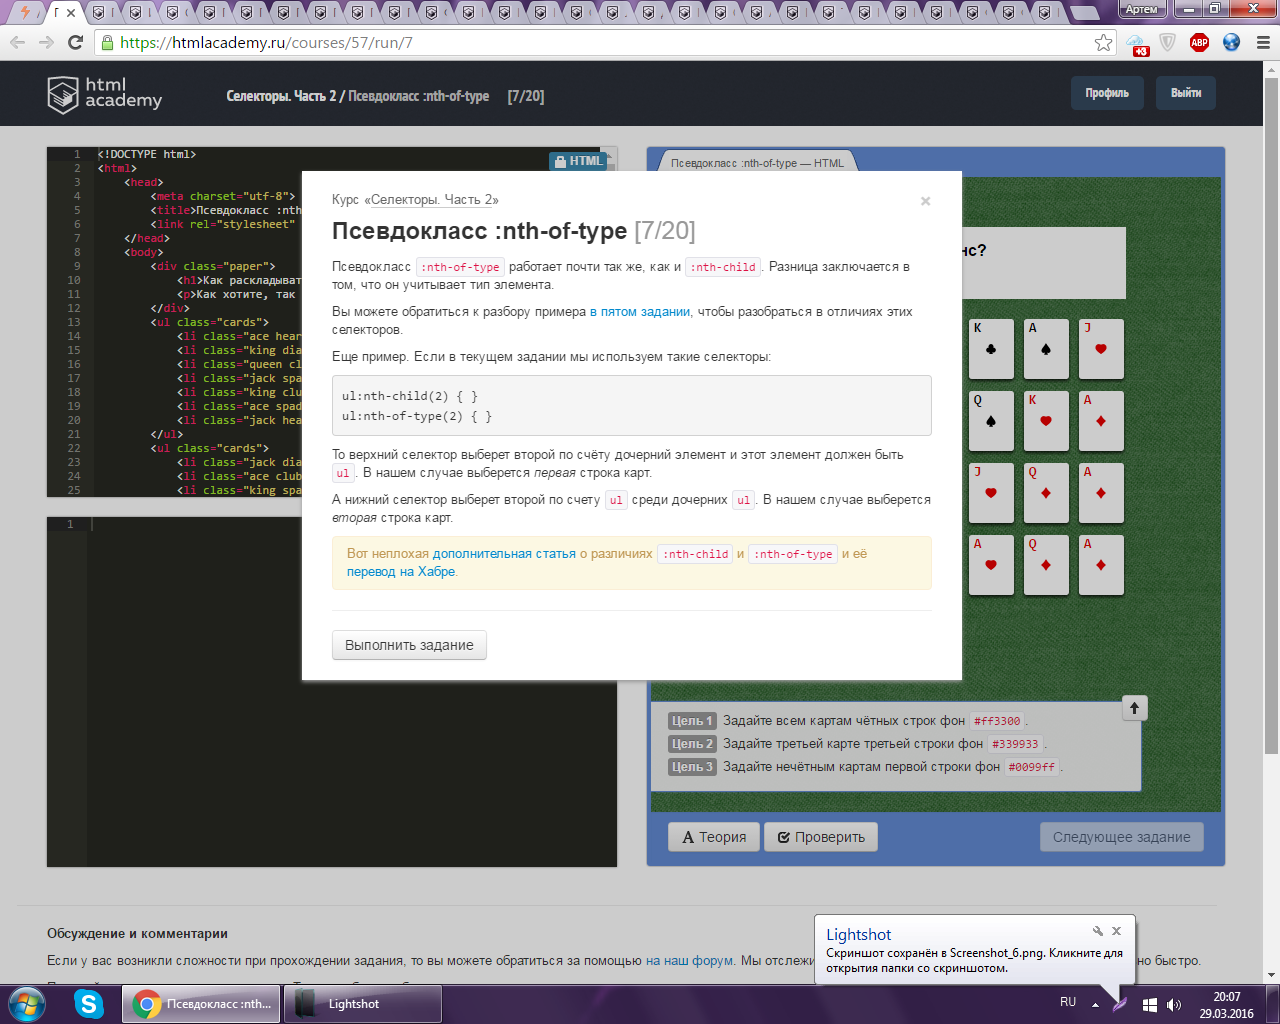 Артем
https://htmlacademy.ru/courses/57/run/7
ABP
+3
html
academy
Селекторы. Часть 2 / Псевдокласс :nth-of-type [7/20]
Профиль
Выйти
HTML
1 <!DOCTYPE html>
2 <html>
3 <head>
4 <meta charset="utf-8">
5 <title>Псевдокласс :nth
6 <link rel="stylesheet"
7 </head>
8 <body>
9 <div class="paper">
10 <h1>Как раскладыват
11 <p>Как хотите, так
12 </div>
13 <ul class="cards">
14 <li class="ace hear
15 <li class="king dia
16 <li class="queen cl
17 <li class="jack spa
18 <li class="king clu
19 <li class="ace spad
20 <li class="jack hea
21 </ul>
22 <ul class="cards">
23 <li class="jack dia
24 <li class="ace club
25 <li class="king spa
1
Курс «Селекторы. Часть 2»
×
Псевдокласс :nth-of-type [7/20]
Псевдокласс :nth-of-type работает почти так же, как и :nth-child. Разница заключается в
том, что он учитывает тип элемента.
Вы можете обратиться к разбору примера в пятом задании, чтобы разобраться в отличиях этих
селекторов.
Еще пример. Если в текущем задании мы используем такие селекторы:
ul:nth-child(2) { }
ul:nth-of-type(2) { }
То верхний селектор выберет второй по счёту дочерний элемент и этот элемент должен быть
ul. В нашем случае выберется первая строка карт.
А нижний селектор выберет второй по счету ul среди дочерних ul. В нашем случае выберется
вторая строка карт.
Вот неплохая дополнительная статья о различиях :nth-child и :nth-of-type и её
перевод на Хабре.
Выполнить задание
Псевдокласс :nth-of-type — HTML
нс?
K A J
Q K A
J Q A
A Q A
Цель 1 Задайте всем картам чётных строк фон #ff3300.
Цель 2 Задайте третьей карте третьей строки фон #339933.
Цель 3 Задайте нечётным картам первой строки фон #0099ff.
Теория
Проверить
Следующее задание
Обсуждение и комментарии
Если у вас возникли сложности при прохождении задания, то вы можете обратиться за помощью на наш форум. Мы отслежи
но быстро.
Lightshot
Скриншот сохранён в Screenshot_6.png. Кликните для
открытия папки со скриншотом.
Псевдокласс :nth...
Lightshot
RU
20:07
29.03.2016